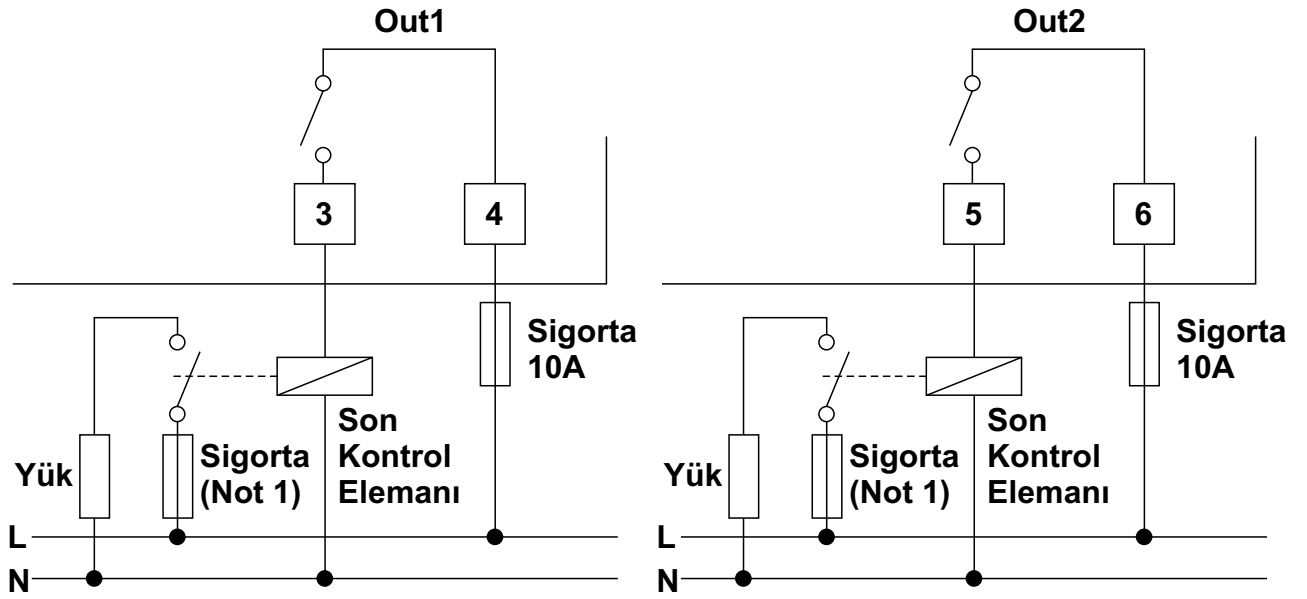 Out1
3
4
Sigorta
10A
Son
Kontrol
Elemanı
Sigorta
(Not 1)
Yük
L
N
Out2
5
6
Sigorta
10A
Son
Kontrol
Elemanı
Sigorta
(Not 1)
Yük
L
N